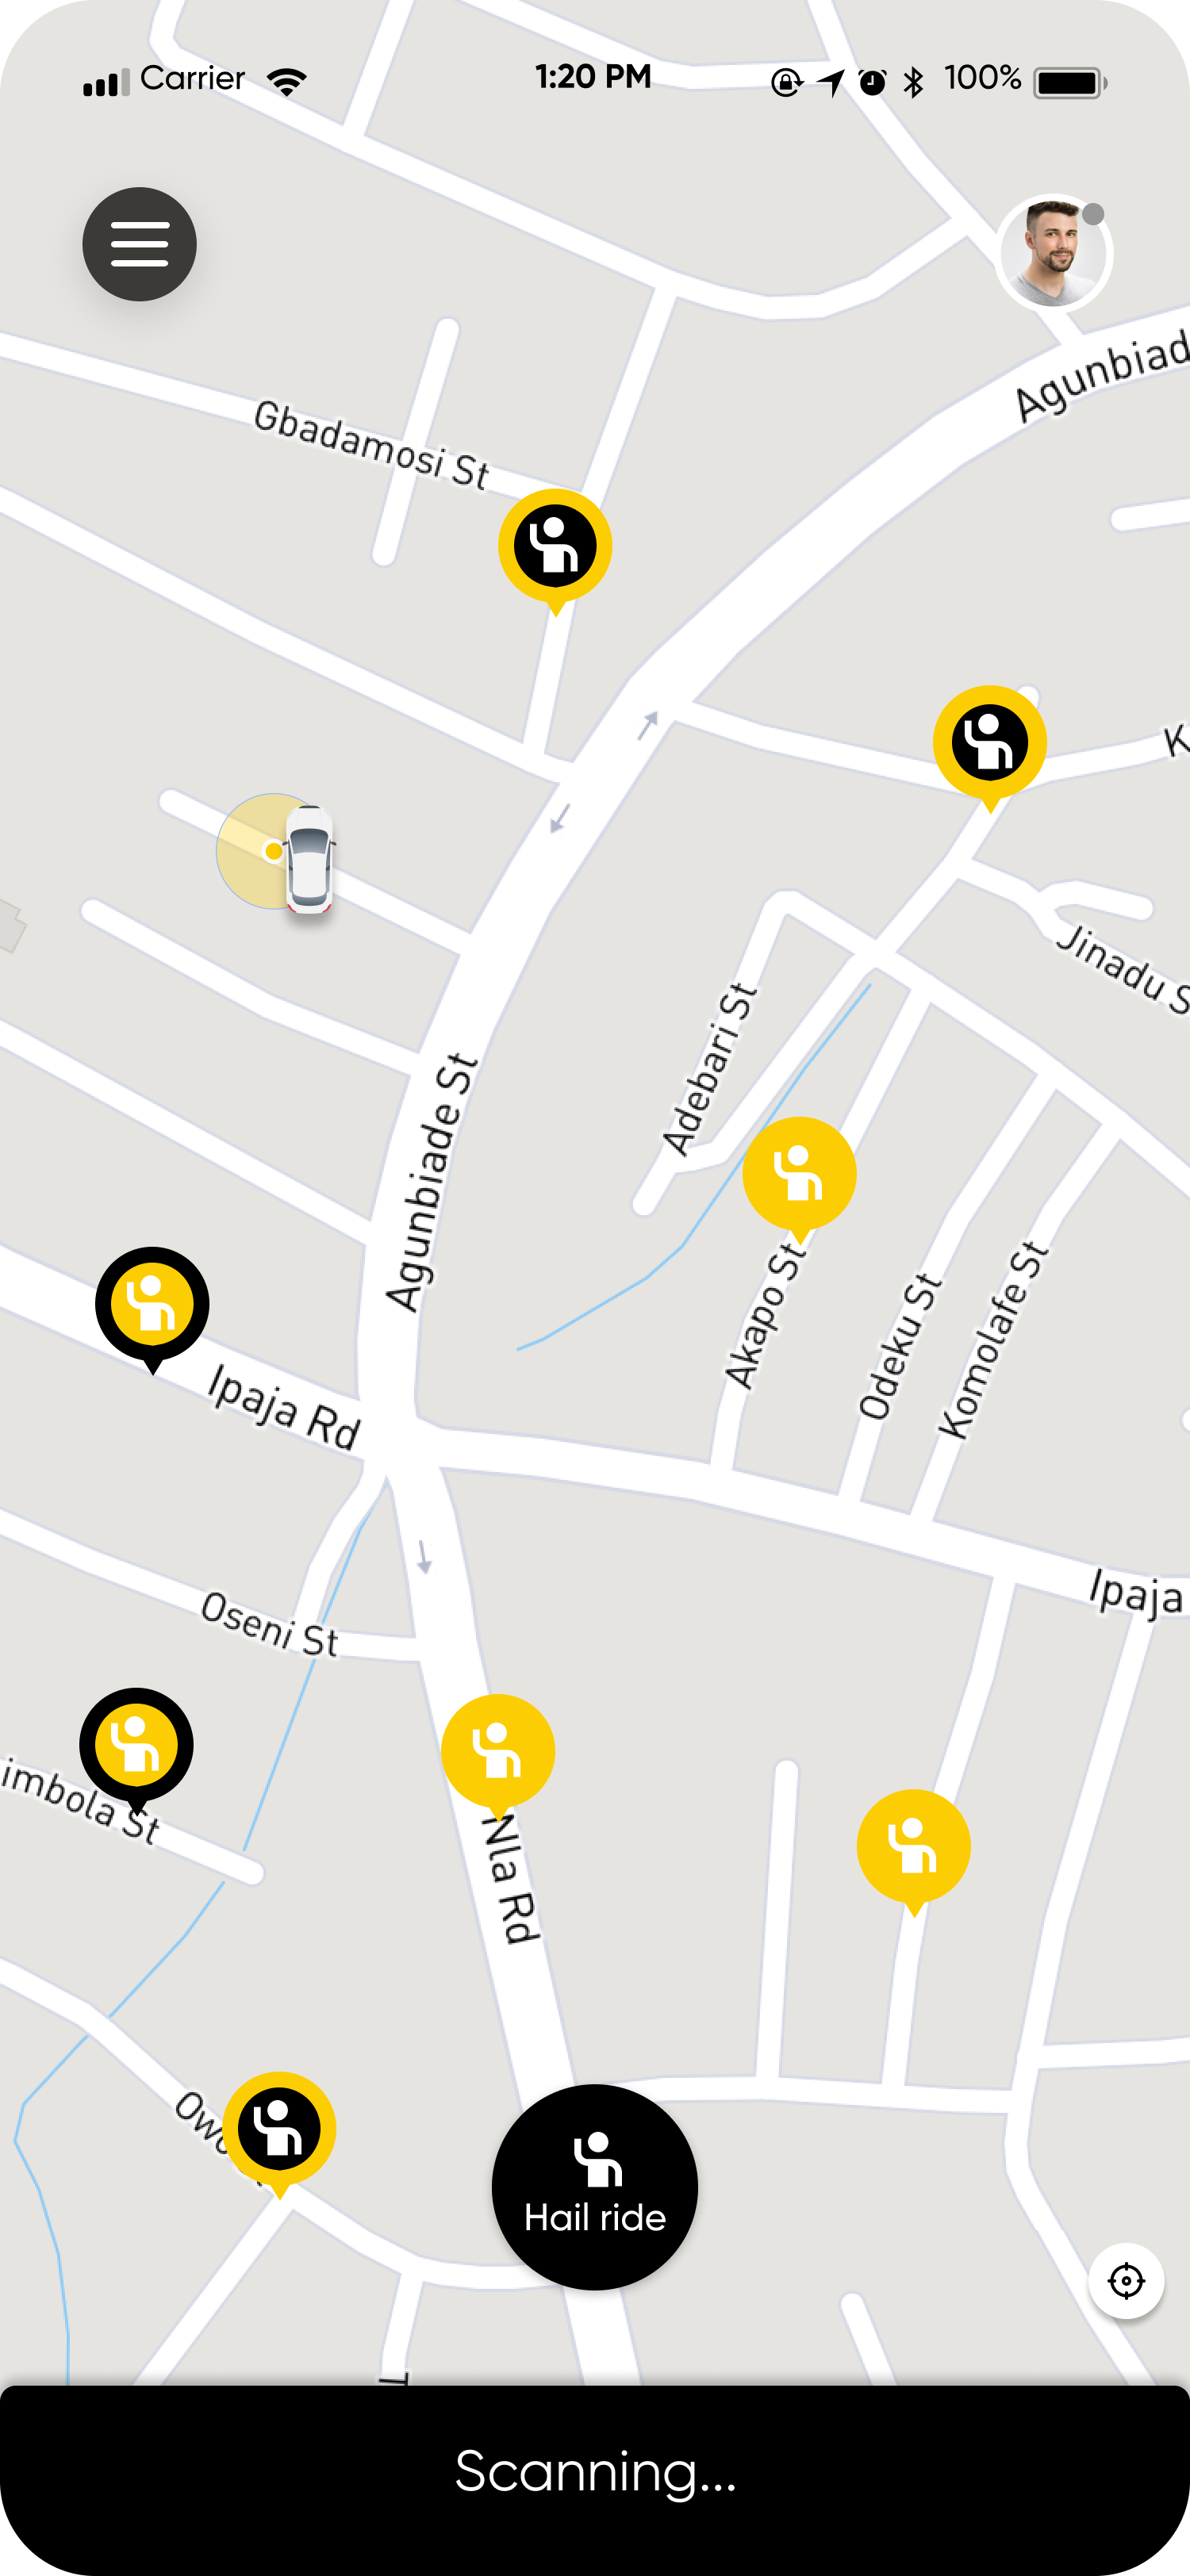 Carrier
1:20 PM
100%
Agunbiad
Gbadamosi St
K
Jinadu S
Adebari St
Agunbiade St
Akapo St
Odeku St
Komolafe St
Ipaja Rd
Ipaja
Oseni St
imbola St
Nla Rd
Owo
Hail ride
T
Scanning...